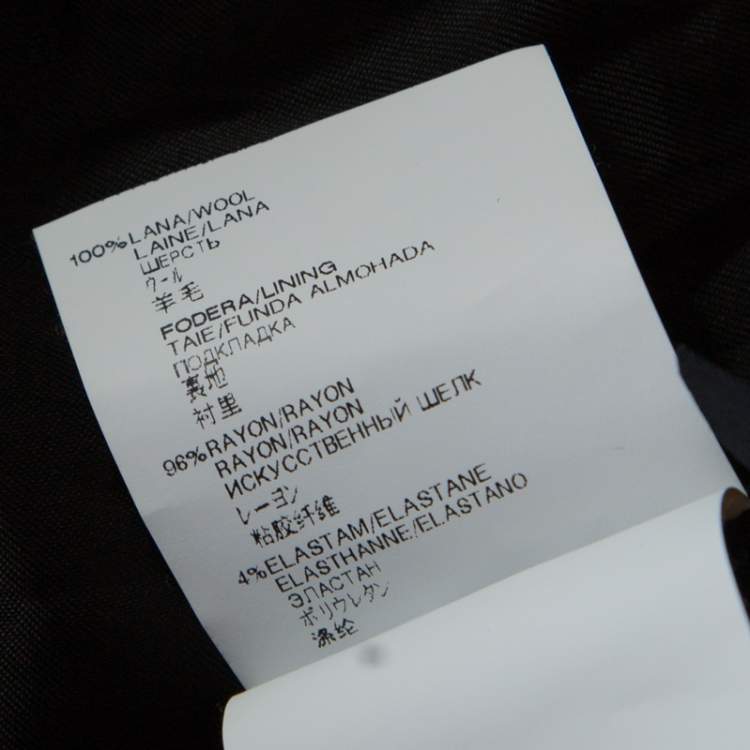 100% LANA/WOOL
LAINE/LANA
ШЕРСТЬ
ウール
羊毛
FODERA/LINING
TAIE/FUNDA ALMOHADA
ПОДКЛАДКА
裏地
衬里
96% RAYON/RAYON
RAYON/RAYON
ИСКУССТВЕННЫЙ ШЕЛК
レーヨン
粘胶纤维
4% ELASTAM/ELASTANE
ELASTHANNE/ELASTANO
ЭЛАСТАН
ポリウレタン
涤纶